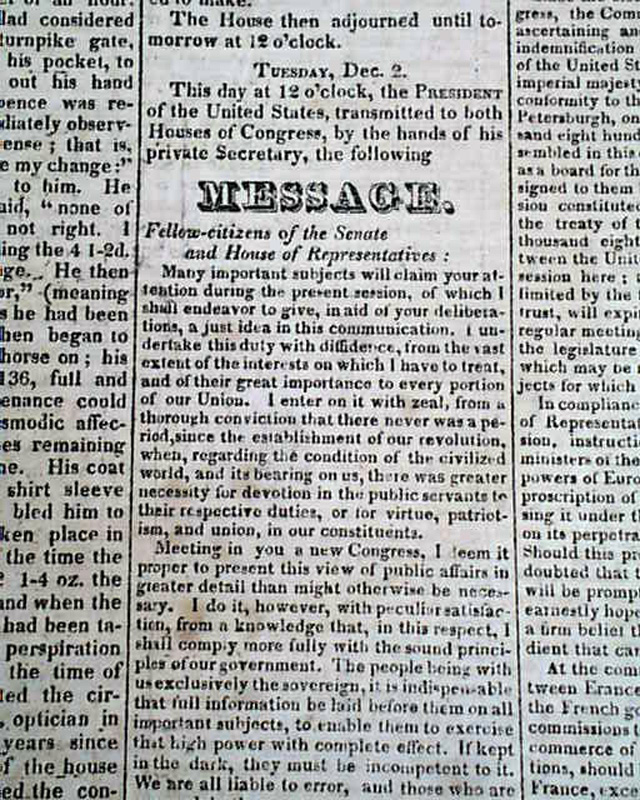 of an hour.
lad considered
turnpike gate,
his pocket, to
out his hand
pence was re-
diately observ-
ense ; that is,
e my change:"
to him. He
aid, "none of
not right. I
ing the 4 1-2d.
ge. He then
or," (meaning
s he had been
hen began to
horse on ; his
136, full and
enance could
smodic affec-
es remaining
ne. His coat
shirt sleeve
bled him to
ken place in
the time the
1-4 oz. the
and when the
had been ta-
perspiration
the time of
ted the cir-
optician in
years since
f the house
ed the con-
ed to make.
The House then adjourned until to-
morrow at 12 o'clock.
TUESDAY, DEC. 2.
This day at 12 o'clock, the PRESIDENT
of the United States, transmitted to both
Houses of Congress, by the hands of his
private Secretary, the following
MESSAGE.
Fellow-citizens of the Senate
and House of Representatives :
Many important subjects will claim your at-
tention during the present session, of which I
shall endeavor to give, in aid of your delibera-
tions, a just idea in this communication. I un-
dertake this duty with diffidence, from the vast
extent of the interests on which I have to treat,
and of their great importance to every portion
of our Union. I enter on it with zeal, from a
thorough conviction that there never was a pe-
riod, since the establishment of our revolution,
when, regarding the condition of the civilized
world, and its bearing on us, there was greater
necessity for devotion in the public servants to
their respective duties, or for virtue, patriot-
ism, and union, in our constituents.
Meeting in you a new Congress, I deem it
proper to present this view of public affairs in
greater detail than might otherwise be neces-
sary. I do it, however, with peculiar satisfac-
tion, from a knowledge that, in this respect, I
shall comply more fully with the sound princi-
ples of our government. The people being with
us exclusively the sovereign, it is indispensable
that full information be laid before them on all
important subjects, to enable them to exercise
that high power with complete effect. If kept
in the dark, they must be incompetent to it.
We are all liable to error, and those who are
gress, the Com
ascertaining an
indemnification
of the United St
imperial majesty
conformity to th
Petersburgh, on
sand eight hund
sembled in this
as a board for th
signed to them
sion constituted
the treaty of
thousand eight
tween the Unit
session here ; t
limited by the
trust, will expi
regular meeting
the legislature
which may be
jects for which
In complianc
of Representat
sion, instructi
ministers of the
powers of Euro
proscription of
sing it under th
on its perpetra
Should this pr
doubted that t
will be prompt
earnestly hope
a firm belief th
dient that can
At the com
tween France
the French go
commissions t
commerce of
tions, should
France, exce